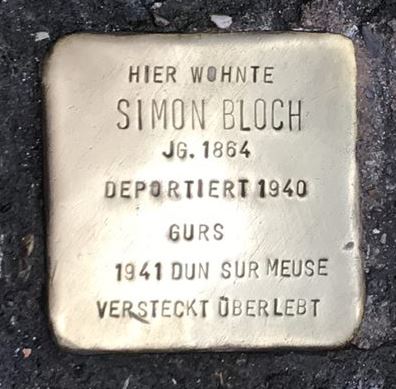 HIER WOHNTE
SIMON BLOCH
JG. 1864
DEPORTIERT 1940
GURS
1941 DUN SUR MEUSE
VERSTECKT ÜBERLEBT